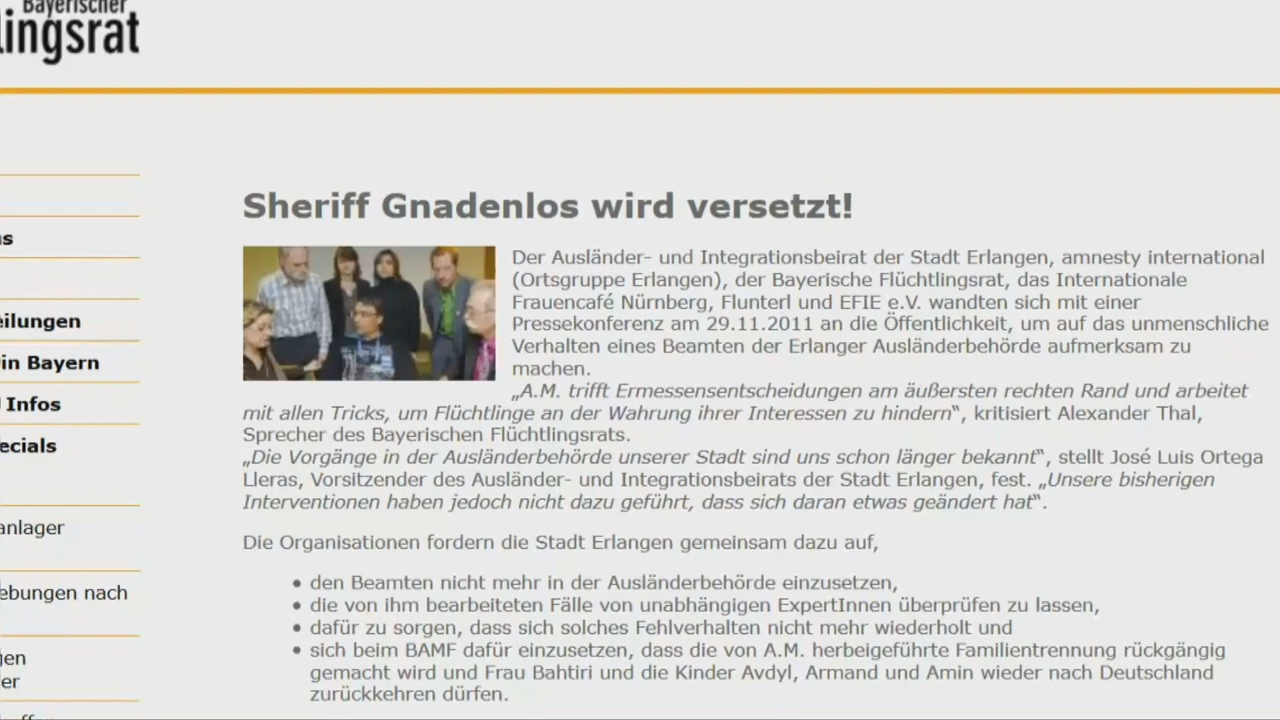 Bayerischer
lingsrat
us
eilungen
in Bayern
Infos
ecials
anlager
ebungen nach
gen
er
Sheriff Gnadenlos wird versetzt!
Der Ausländer- und Integrationsbeirat der Stadt Erlangen, amnesty international
(Ortsgruppe Erlangen), der Bayerische Flüchtlingsrat, das Internationale
Frauencafé Nürnberg, Flunterl und EFIE e.V. wandten sich mit einer
Pressekonferenz am 29.11.2011 an die Öffentlichkeit, um auf das unmenschliche
Verhalten eines Beamten der Erlanger Ausländerbehörde aufmerksam zu
machen.
„A.M. trifft Ermessensentscheidungen am äußersten rechten Rand und arbeitet
mit allen Tricks, um Flüchtlinge an der Wahrung ihrer Interessen zu hindern“, kritisiert Alexander Thal,
Sprecher des Bayerischen Flüchtlingsrats.
„Die Vorgänge in der Ausländerbehörde unserer Stadt sind uns schon länger bekannt“, stellt José Luis Ortega
Lleras, Vorsitzender des Ausländer- und Integrationsbeirats der Stadt Erlangen, fest. „Unsere bisherigen
Interventionen haben jedoch nicht dazu geführt, dass sich daran etwas geändert hat“.
Die Organisationen fordern die Stadt Erlangen gemeinsam dazu auf,
• den Beamten nicht mehr in der Ausländerbehörde einzusetzen,
• die von ihm bearbeiteten Fälle von unabhängigen ExpertInnen überprüfen zu lassen,
• dafür zu sorgen, dass sich solches Fehlverhalten nicht mehr wiederholt und
• sich beim BAMF dafür einzusetzen, dass die von A.M. herbeigeführte Familientrennung rückgängig
gemacht wird und Frau Bahtiri und die Kinder Avdyl, Armand und Amin wieder nach Deutschland
zurückkehren dürfen.